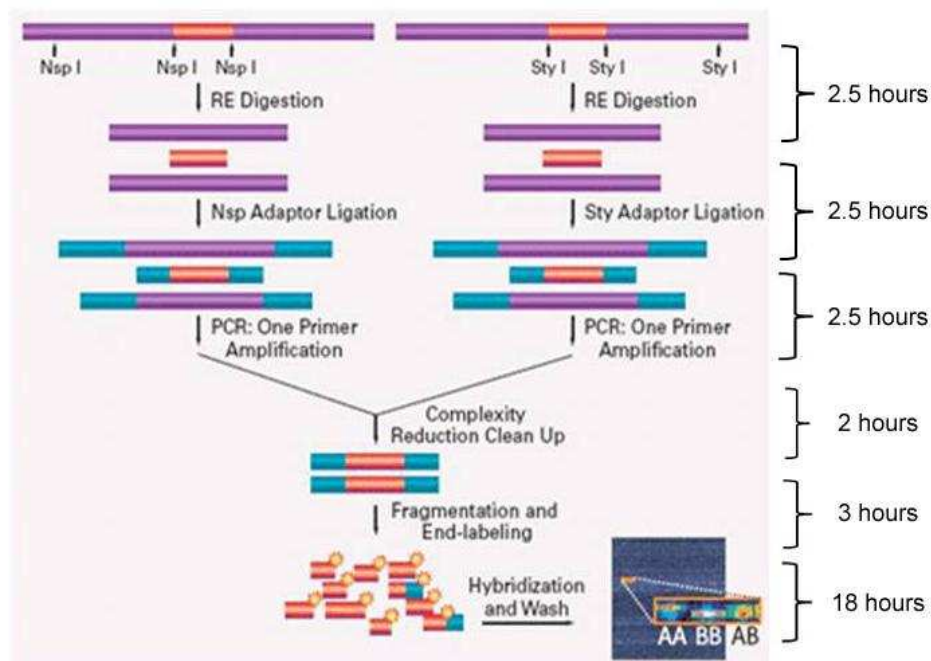 Nsp I Nsp I Nsp I
Sty I Sty I Sty I
RE Digestion
RE Digestion
2.5 hours
Nsp Adaptor Ligation
Sty Adaptor Ligation
2.5 hours
PCR: One Primer
Amplification
PCR: One Primer
Amplification
2.5 hours
Complexity
Reduction Clean Up
2 hours
Fragmentation and
End-labeling
3 hours
Hybridization
and Wash
AA BB AB
18 hours